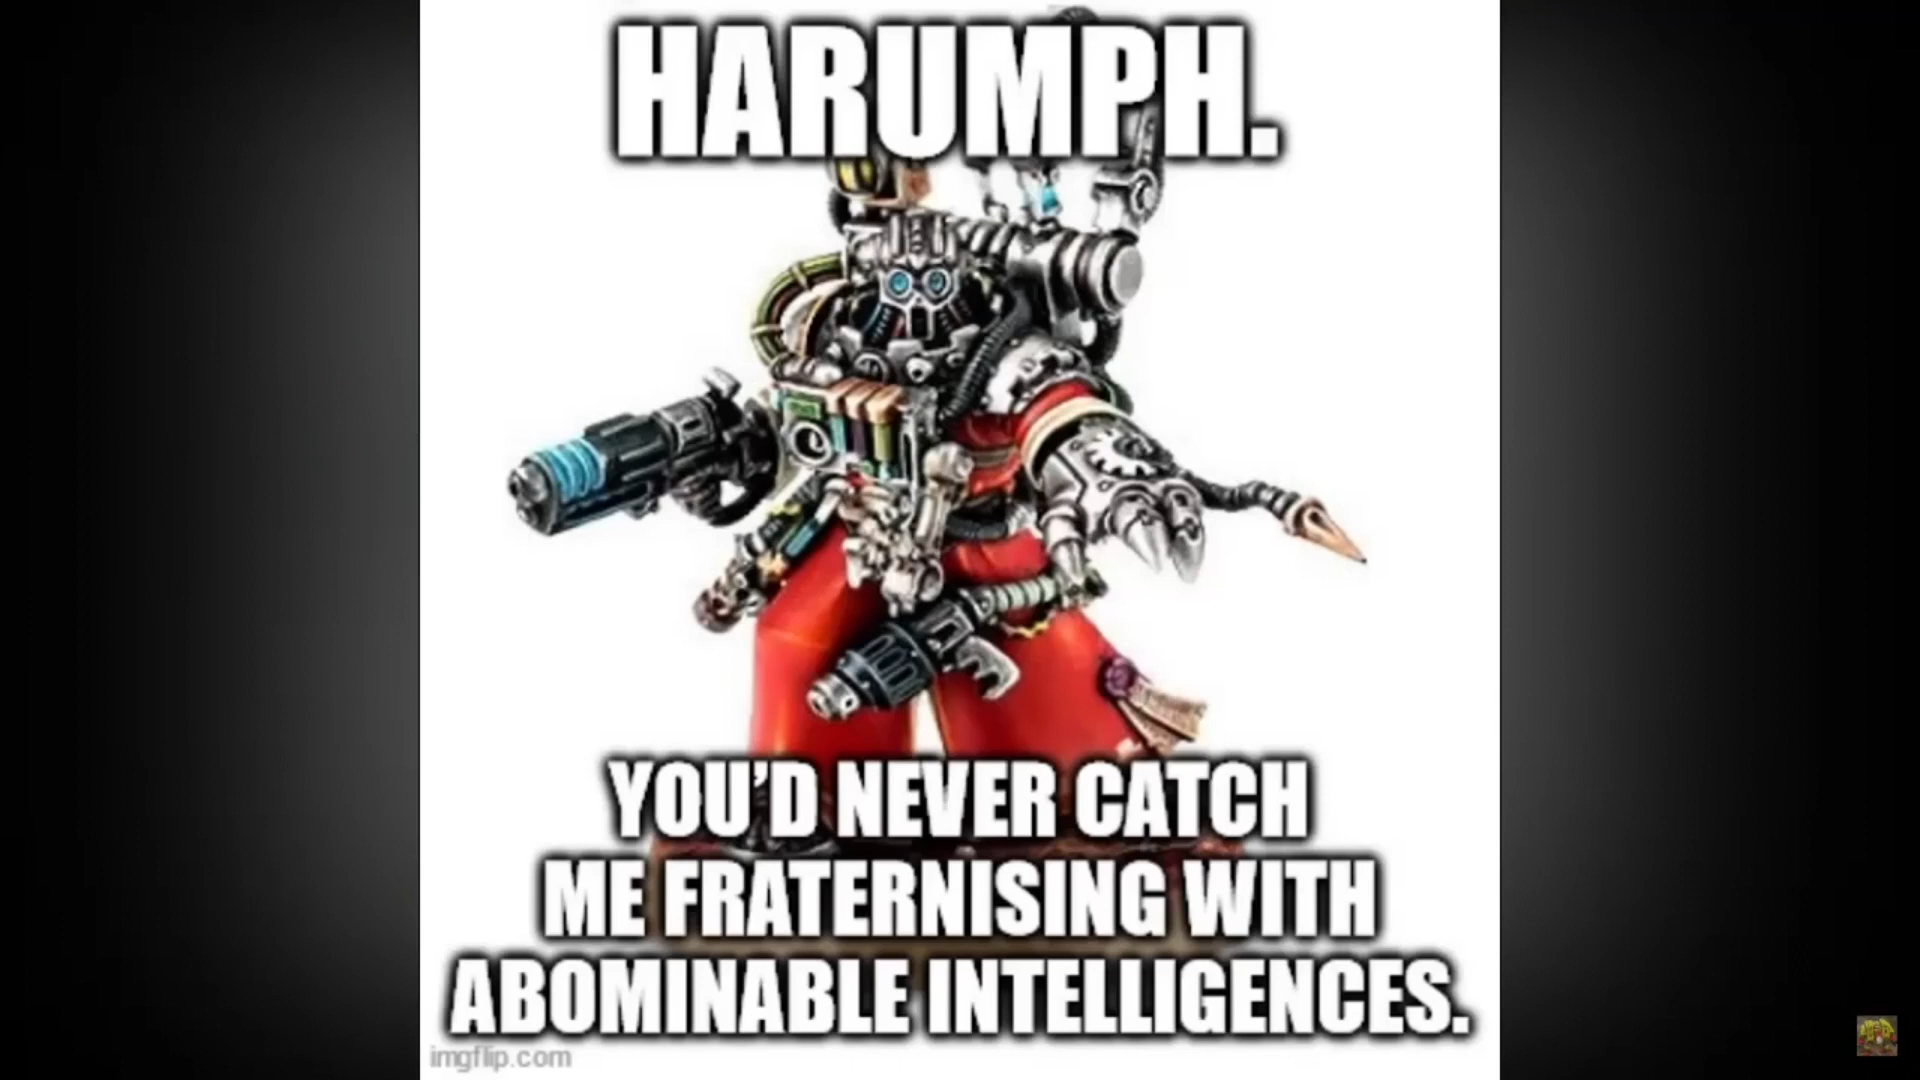 HARUMPH.
YOU'D NEVER CATCH
ME FRATERNISING WITH
ABOMINABLE INTELLIGENCES.
imgflip.com